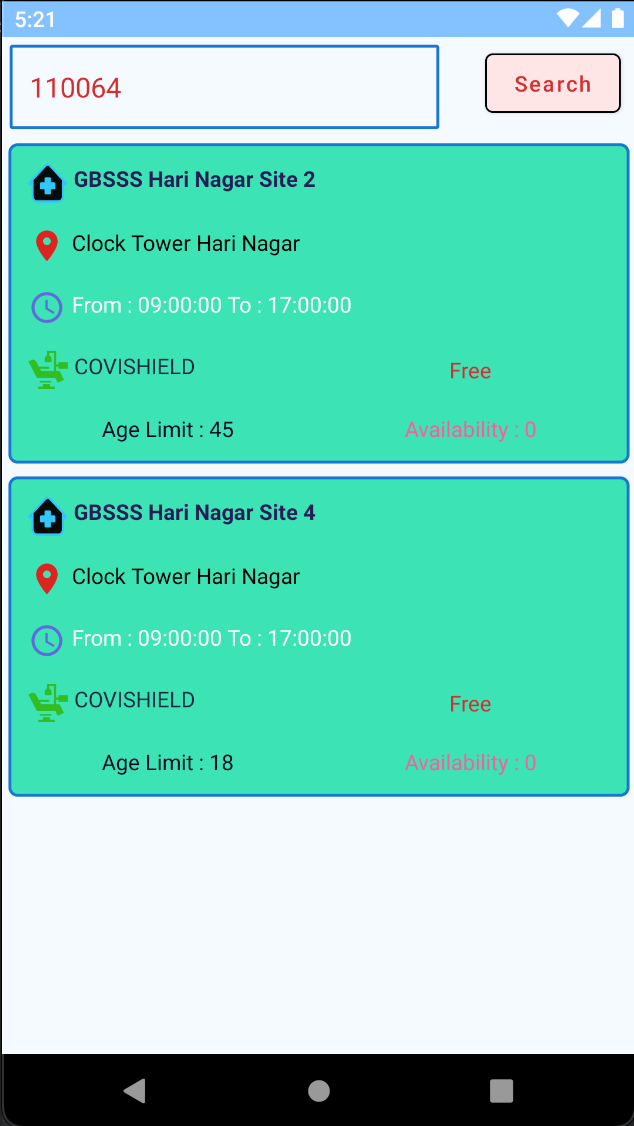 5:21
110064
Search
GBSSS Hari Nagar Site 2
Clock Tower Hari Nagar
From : 09:00:00 To : 17:00:00
COVISHIELD
Free
Age Limit : 45
Availability : 0
GBSSS Hari Nagar Site 4
Clock Tower Hari Nagar
From : 09:00:00 To : 17:00:00
COVISHIELD
Free
Age Limit : 18
Availability : 0